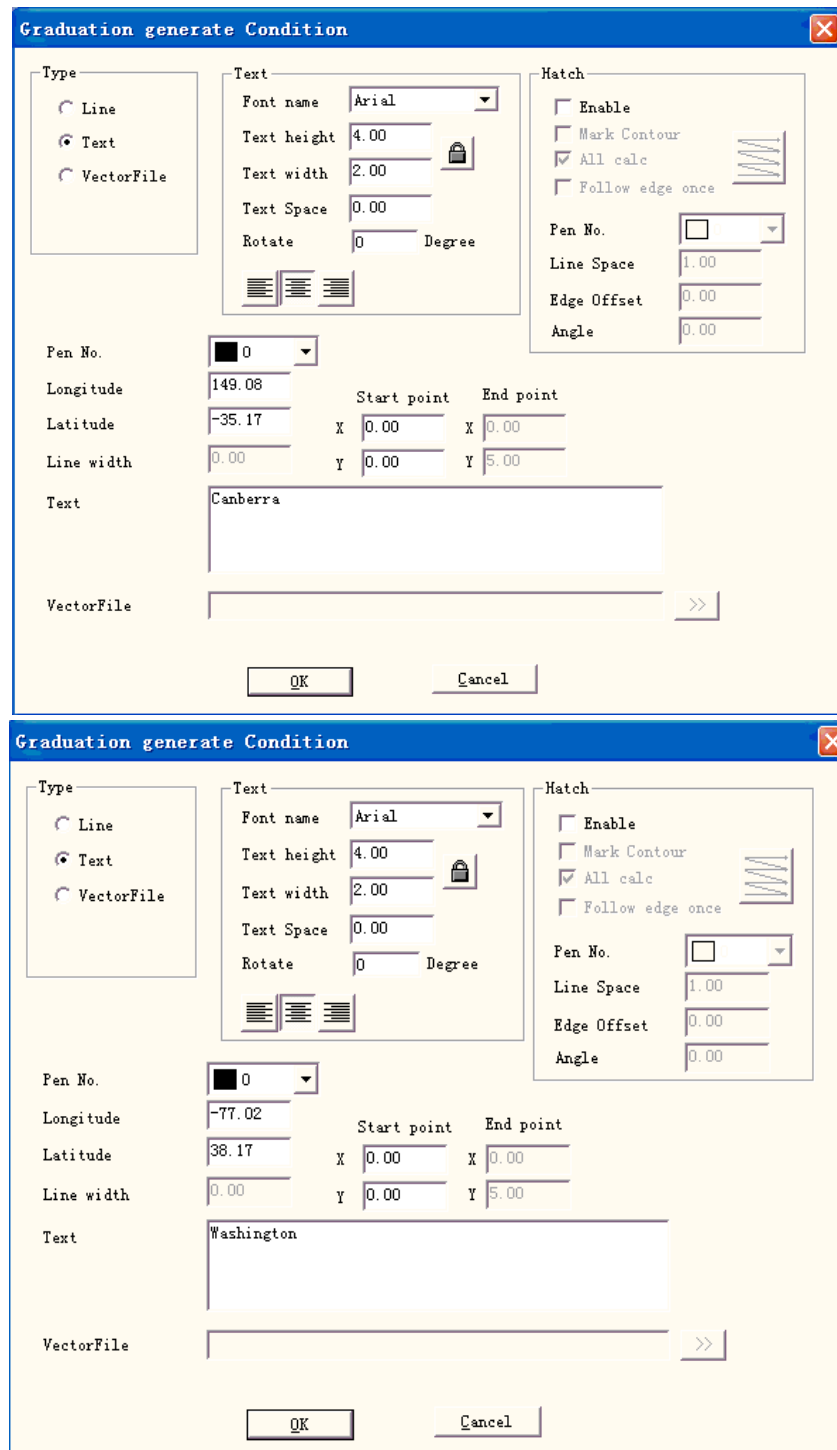 Graduation generate Condition
Type Text Hatch
Line Font name Arial Enable
Text Text height 4.00 Mark Contour
VectorFile Text width 2.00 All calc
Text Space 0.00 Follow edge once
Rotate 0 Degree Pen No.
Line Space 1.00
Edge Offset 0.00
Angle 0.00
Pen No. 0
Longitude 149.08 Start point End point
Latitude -35.17 X 0.00 X 0.00
Line width 0.00 Y 0.00 Y 5.00
Text Canberra
VectorFile >>
OK Cancel
Graduation generate Condition
Type Text Hatch
Line Font name Arial Enable
Text Text height 4.00 Mark Contour
VectorFile Text width 2.00 All calc
Text Space 0.00 Follow edge once
Rotate 0 Degree Pen No.
Line Space 1.00
Edge Offset 0.00
Angle 0.00
Pen No. 0
Longitude -77.02 Start point End point
Latitude 38.17 X 0.00 X 0.00
Line width 0.00 Y 0.00 Y 5.00
Text Washington
VectorFile >>
OK Cancel